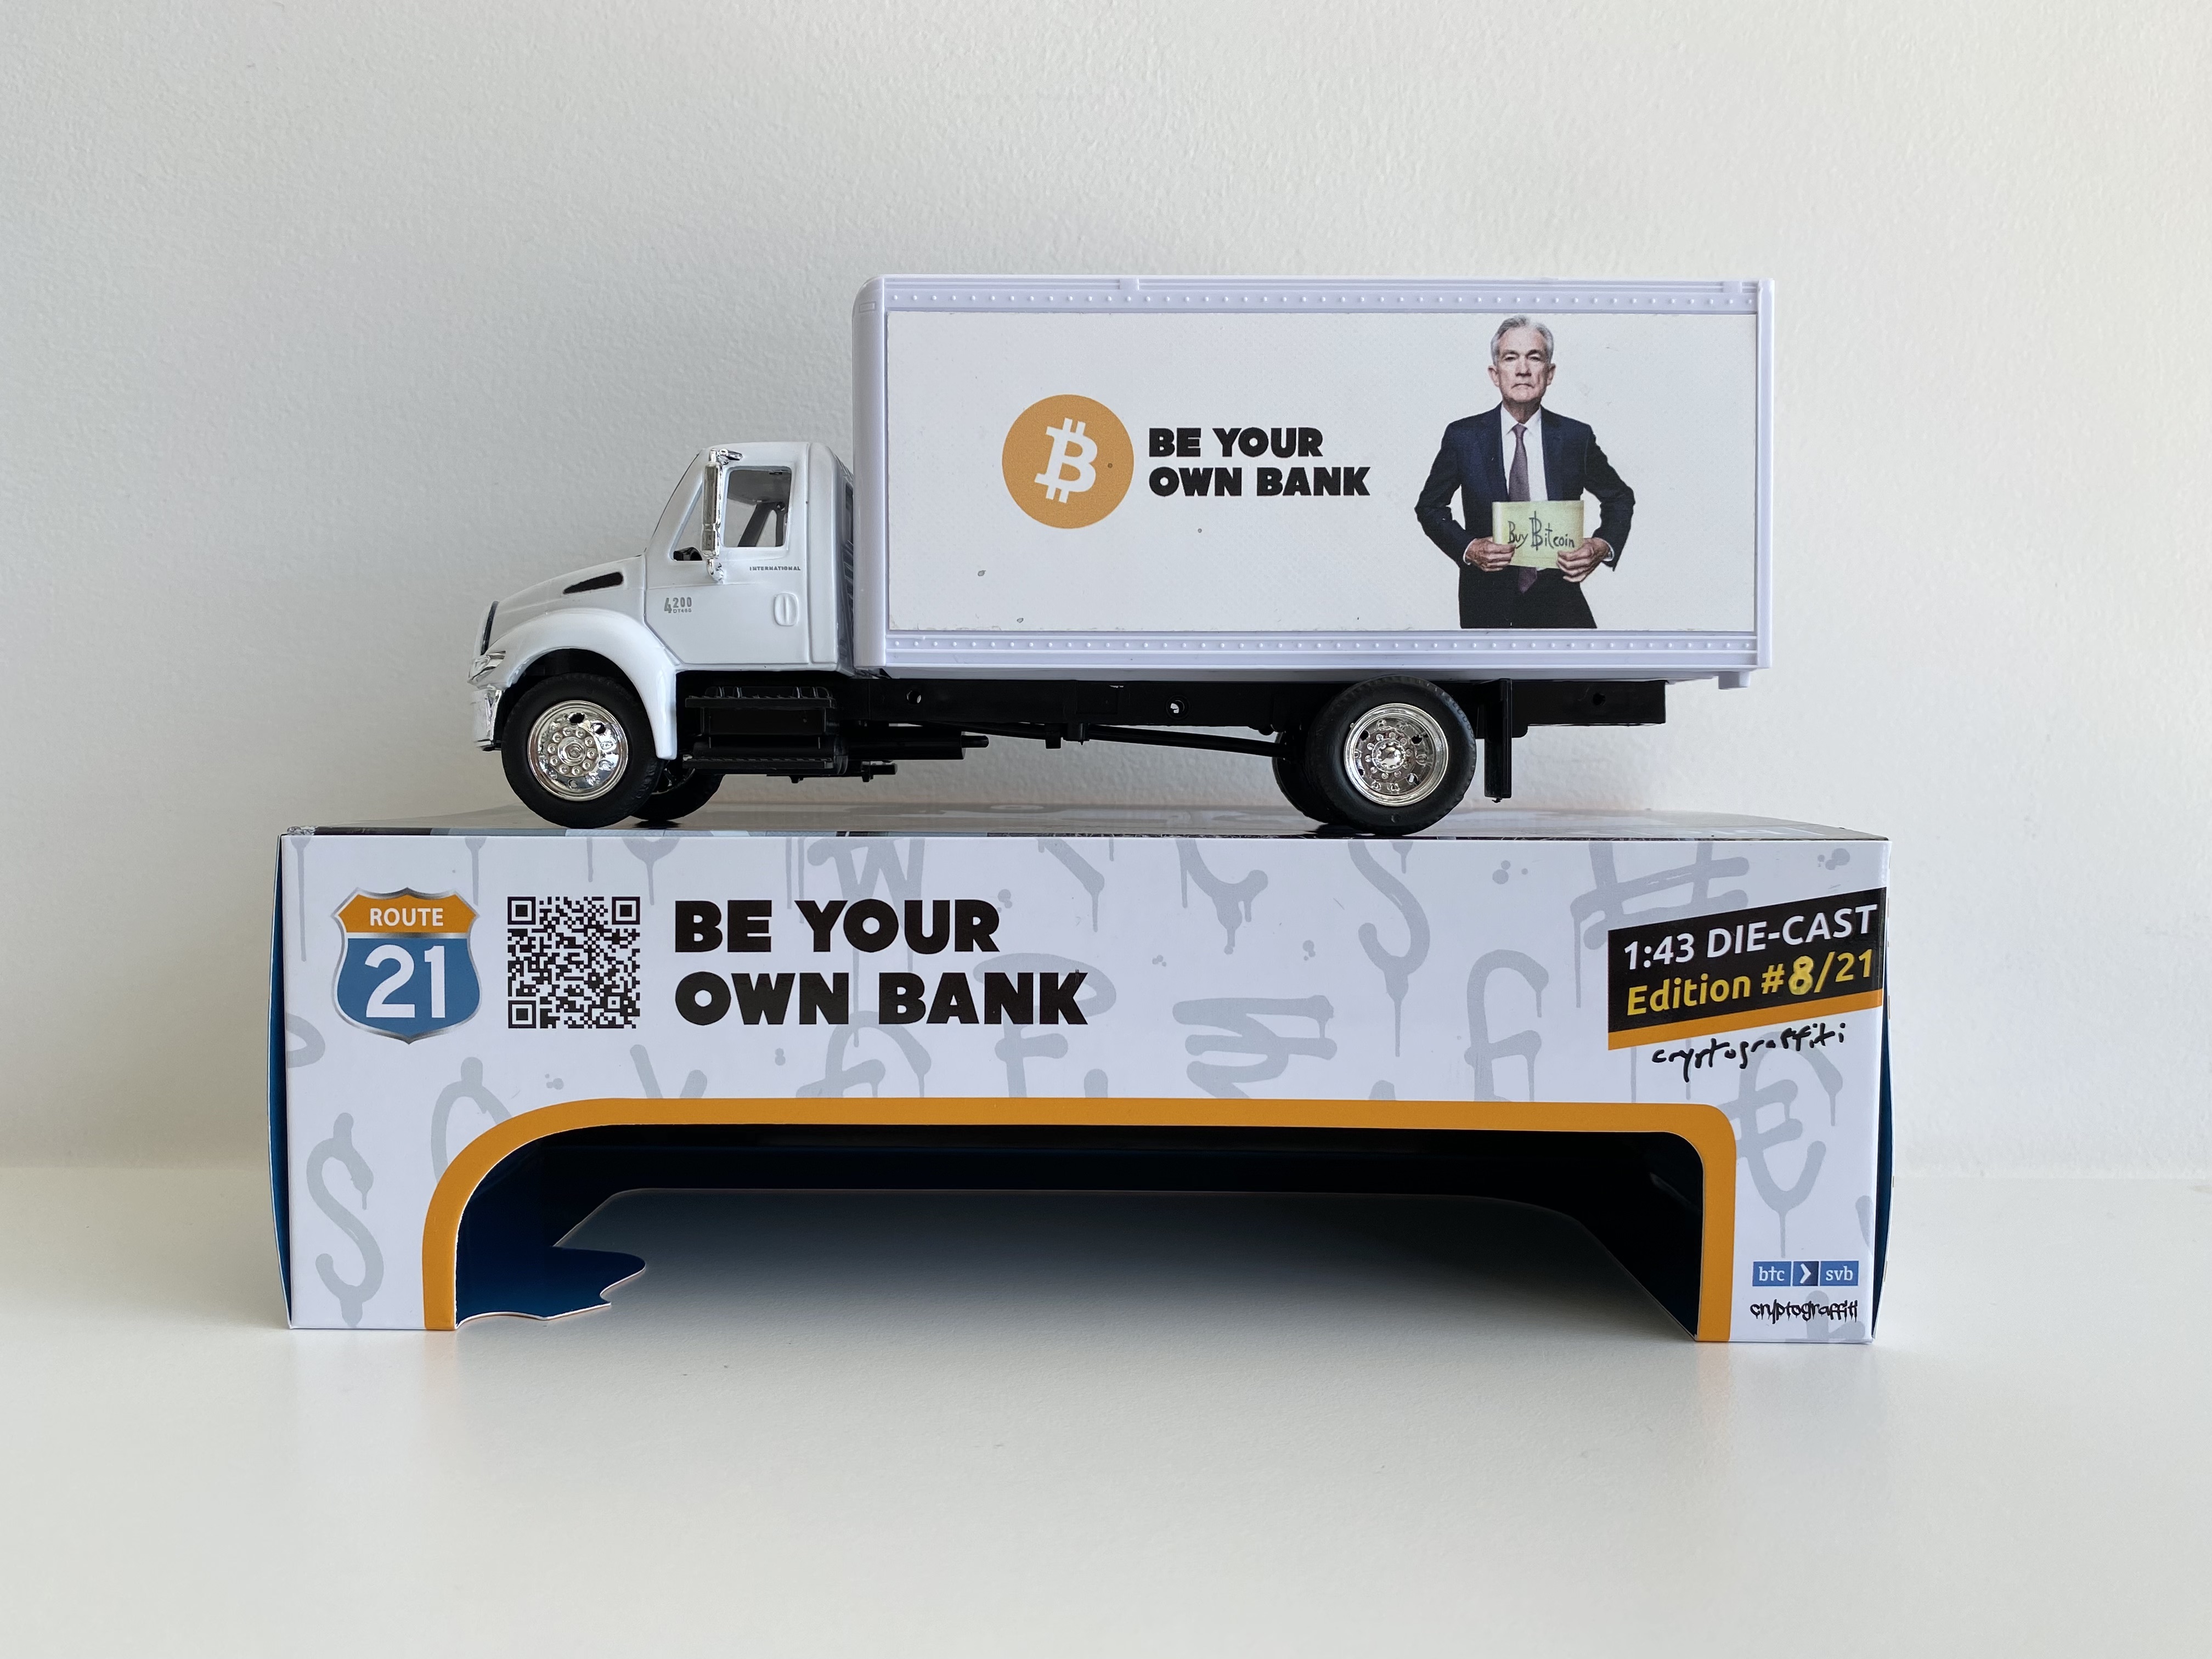 BE YOUR
OWN BANK
Buy Bitcoin
INTERNATIONAL
4200
ROUTE
21
BE YOUR
OWN BANK
1:43 DIE-CAST
Edition #8/21
cryptograffiti
btc > svb
cryptograffiti